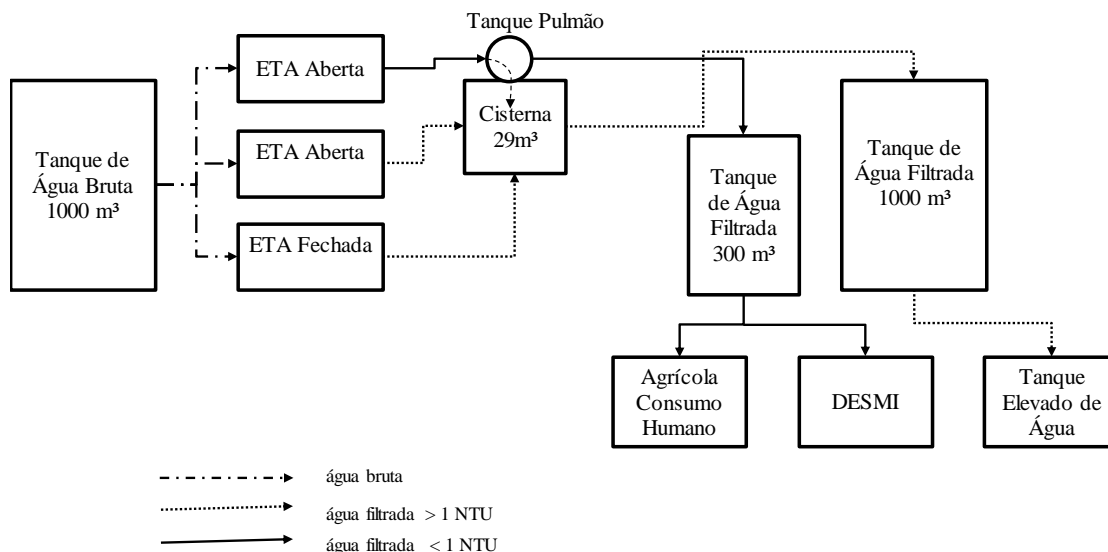 Tanque Pulmão
ETA Aberta
Tanque de
Água Bruta
1000 m³
ETA Aberta
ETA Fechada
Cisterna
29m³
Tanque
de Água
Filtrada
300 m³
Tanque de
Água Filtrada
1000 m³
Agrícola
Consumo
Humano
DESMI
Tanque
Elevado de
Água
água bruta
água filtrada > 1 NTU
água filtrada < 1 NTU